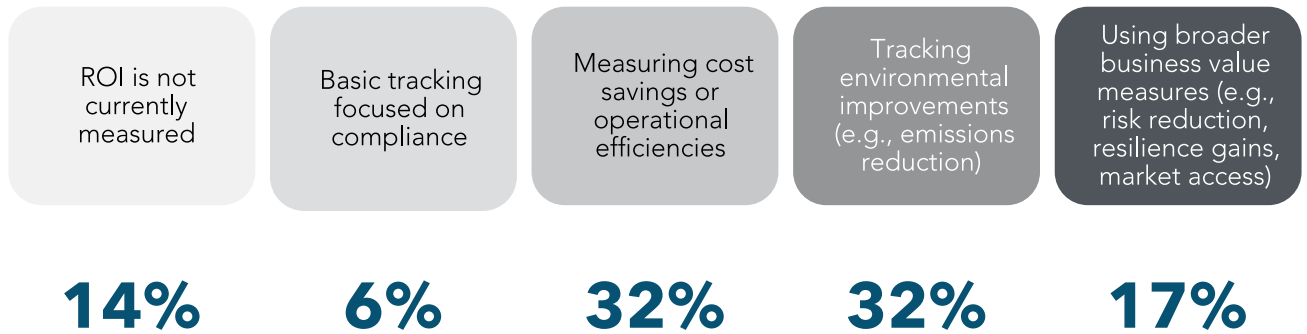 ROI is not
currently
measured
Basic tracking
focused on
compliance
Measuring cost
savings or
operational
efficiencies
Tracking
environmental
improvements
(e.g., emissions
reduction)
Using broader
business value
measures (e.g.,
risk reduction,
resilience gains,
market access)
14%
6%
32%
32%
17%